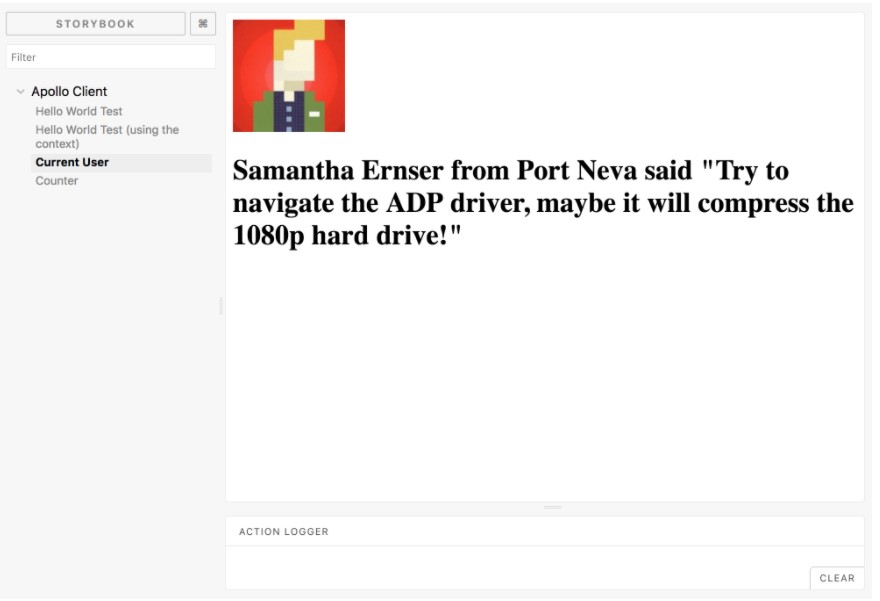 STORYBOOK
⌘
Filter
Apollo Client
Hello World Test
Hello World Test (using the
context)
Current User
Counter
Samantha Ernser from Port Neva said "Try to
navigate the ADP driver, maybe it will compress the
1080p hard drive!"
ACTION LOGGER
CLEAR